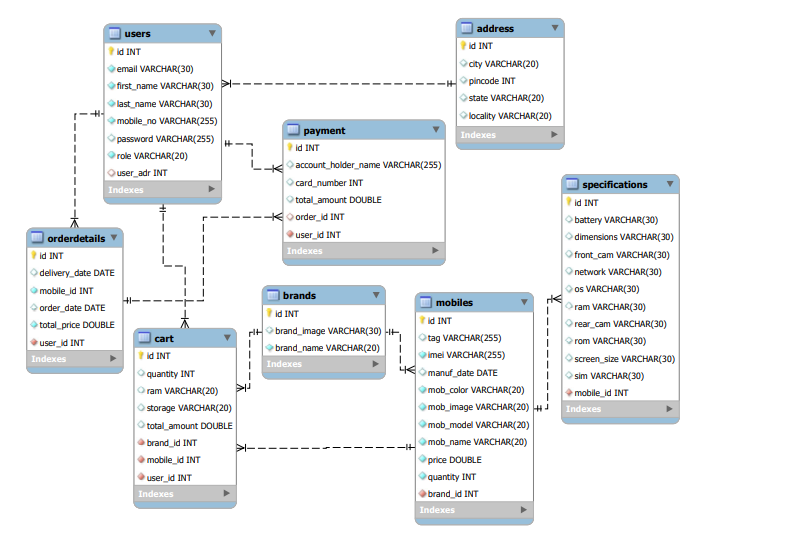 users
id INT
email VARCHAR(30)
first_name VARCHAR(30)
last_name VARCHAR(30)
mobile_no VARCHAR(255)
password VARCHAR(255)
role VARCHAR(20)
user_adr INT
Indexes
address
id INT
city VARCHAR(20)
pincode INT
state VARCHAR(20)
locality VARCHAR(20)
Indexes
payment
id INT
account_holder_name VARCHAR(255)
card_number INT
total_amount DOUBLE
order_id INT
user_id INT
Indexes
specifications
id INT
battery VARCHAR(30)
dimensions VARCHAR(30)
front_cam VARCHAR(30)
network VARCHAR(30)
os VARCHAR(30)
ram VARCHAR(30)
rear_cam VARCHAR(30)
rom VARCHAR(30)
screen_size VARCHAR(30)
sim VARCHAR(30)
mobile_id INT
Indexes
orderdetails
id INT
delivery_date DATE
mobile_id INT
order_date DATE
total_price DOUBLE
user_id INT
Indexes
brands
id INT
brand_image VARCHAR(30)
brand_name VARCHAR(20)
Indexes
mobiles
id INT
tag VARCHAR(255)
imei VARCHAR(255)
manuf_date DATE
mob_color VARCHAR(20)
mob_image VARCHAR(20)
mob_model VARCHAR(20)
mob_name VARCHAR(20)
price DOUBLE
quantity INT
brand_id INT
Indexes
cart
id INT
quantity INT
ram VARCHAR(20)
storage VARCHAR(20)
total_amount DOUBLE
brand_id INT
mobile_id INT
user_id INT
Indexes